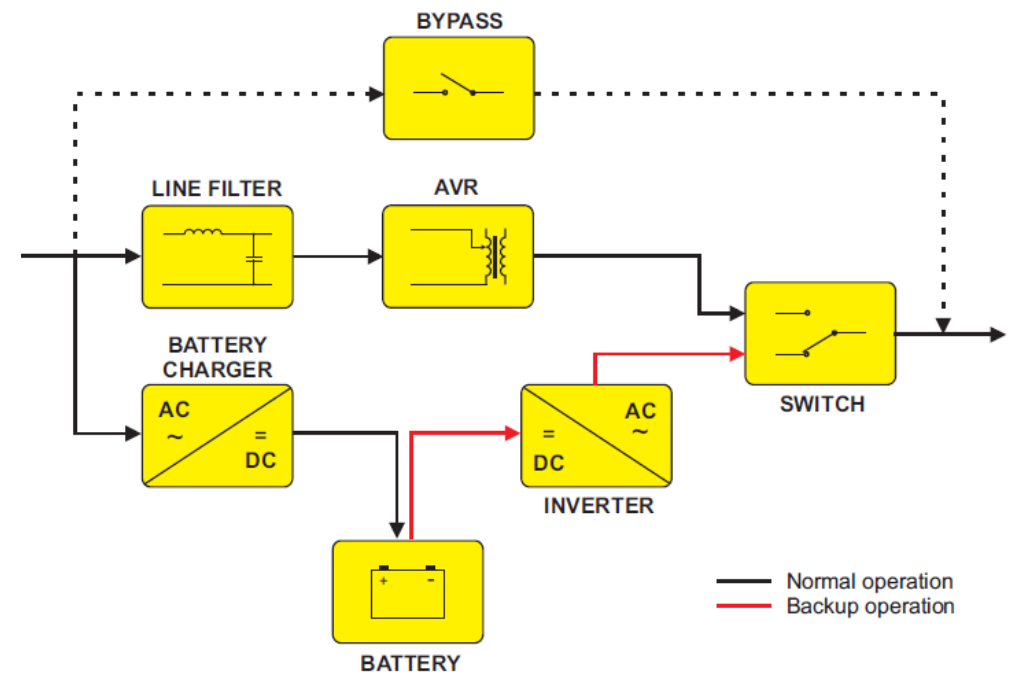 BYPASS
LINE FILTER
AVR
BATTERY
CHARGER
AC
~
=
DC
AC
~
=
DC
SWITCH
INVERTER
+ -
BATTERY
Normal operation
Backup operation